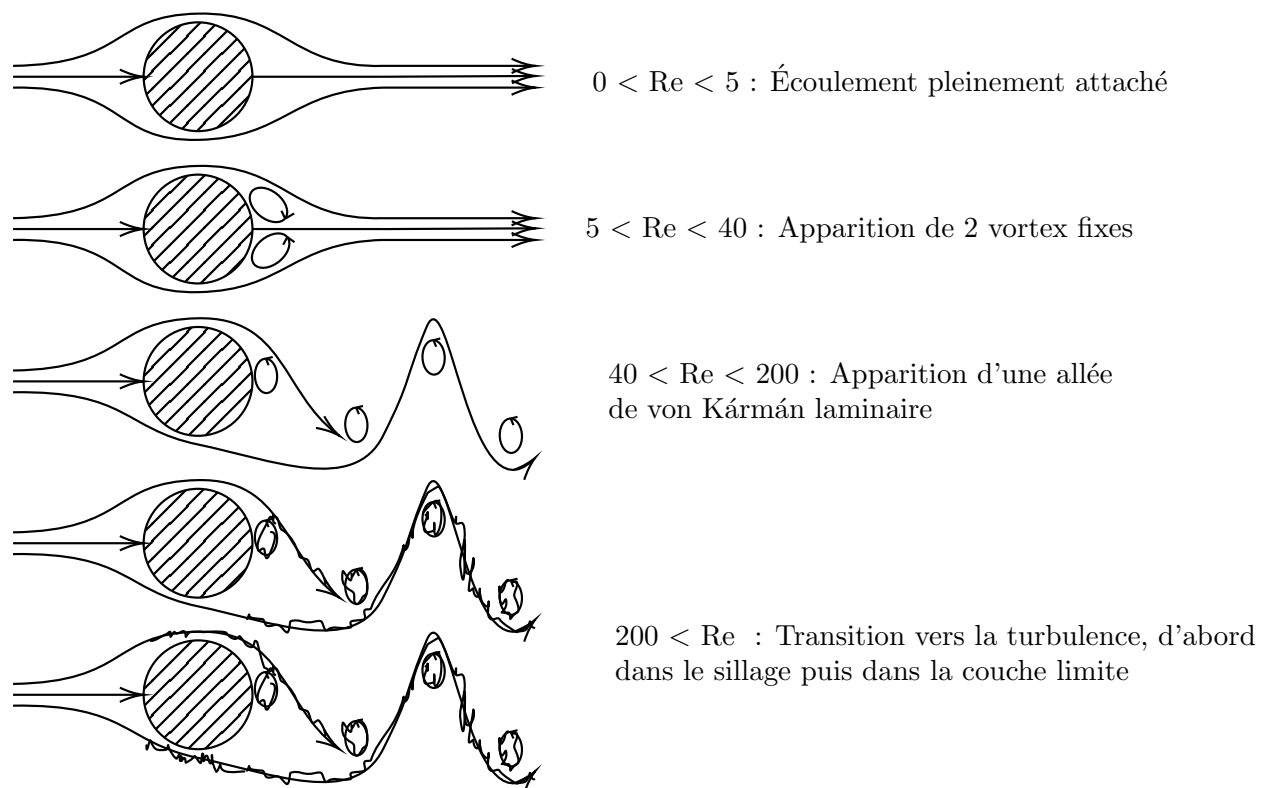 0 < Re < 5 : Écoulement pleinement attaché
5 < Re < 40 : Apparition de 2 vortex fixes
40 < Re < 200 : Apparition d'une allée
de von Kármán laminaire
200 < Re : Transition vers la turbulence, d'abord
dans le sillage puis dans la couche limite